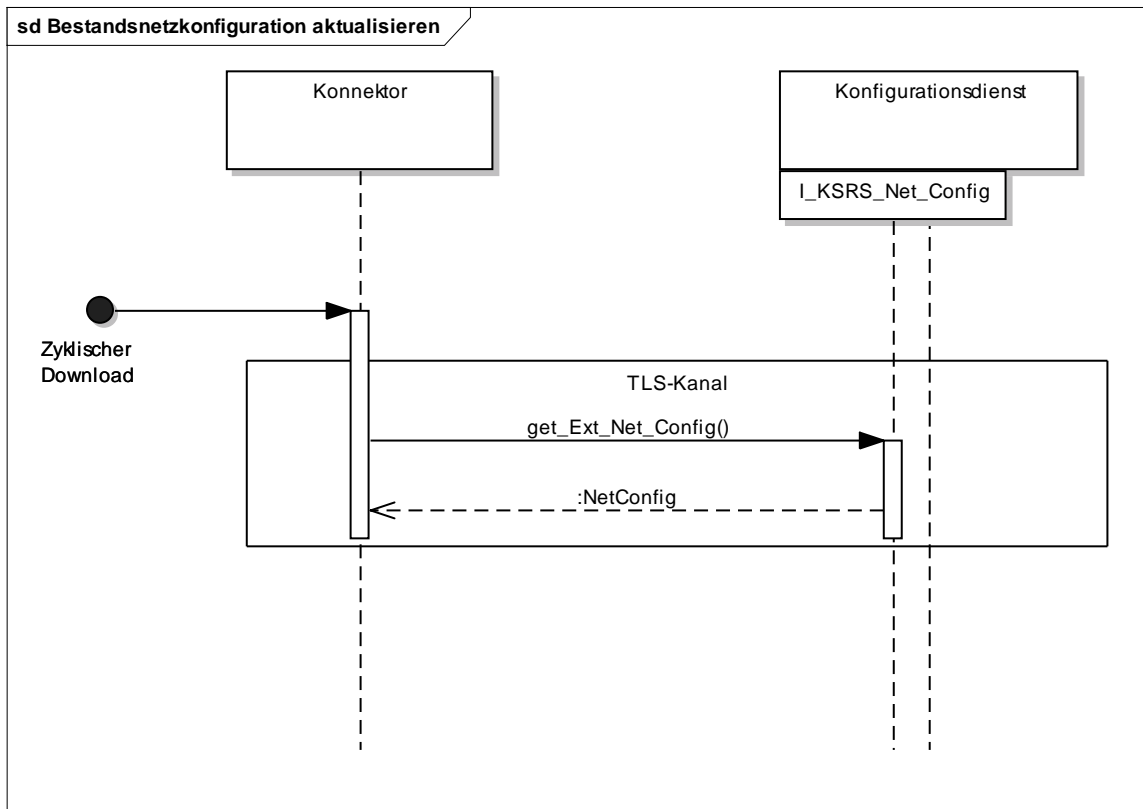 sd Bestandsnetzkonfiguration aktualisieren
Konnektor
Konfigurationsdienst
I_KSRS_Net_Config
Zyklischer
Download
TLS-Kanal
get_Ext_Net_Config()
:NetConfig